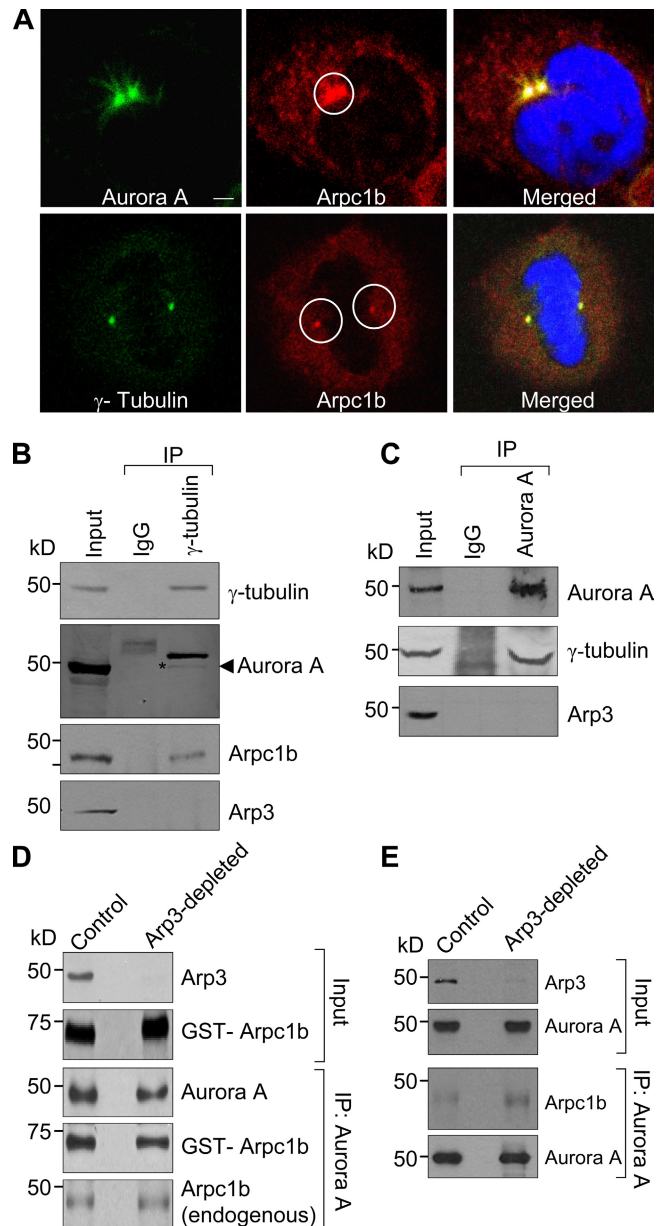 A
Aurora A
Arpc1b
Merged
γ- Tubulin
Arpc1b
Merged
B
IP
kD
Input
IgG
γ-tubulin
50
γ-tubulin
50
*
Aurora A
50
Arpc1b
50
Arp3
C
IP
kD
Input
IgG
Aurora A
50
Aurora A
50
γ-tubulin
50
Arp3
D
Control
Arp3-depleted
kD
50
Arp3
75
GST- Arpc1b
Input
50
Aurora A
75
GST- Arpc1b
50
Arpc1b
(endogenous)
IP: Aurora A
E
Control
Arp3-depleted
kD
50
Arp3
50
Aurora A
Input
50
Arpc1b
50
Aurora A
IP: Aurora A